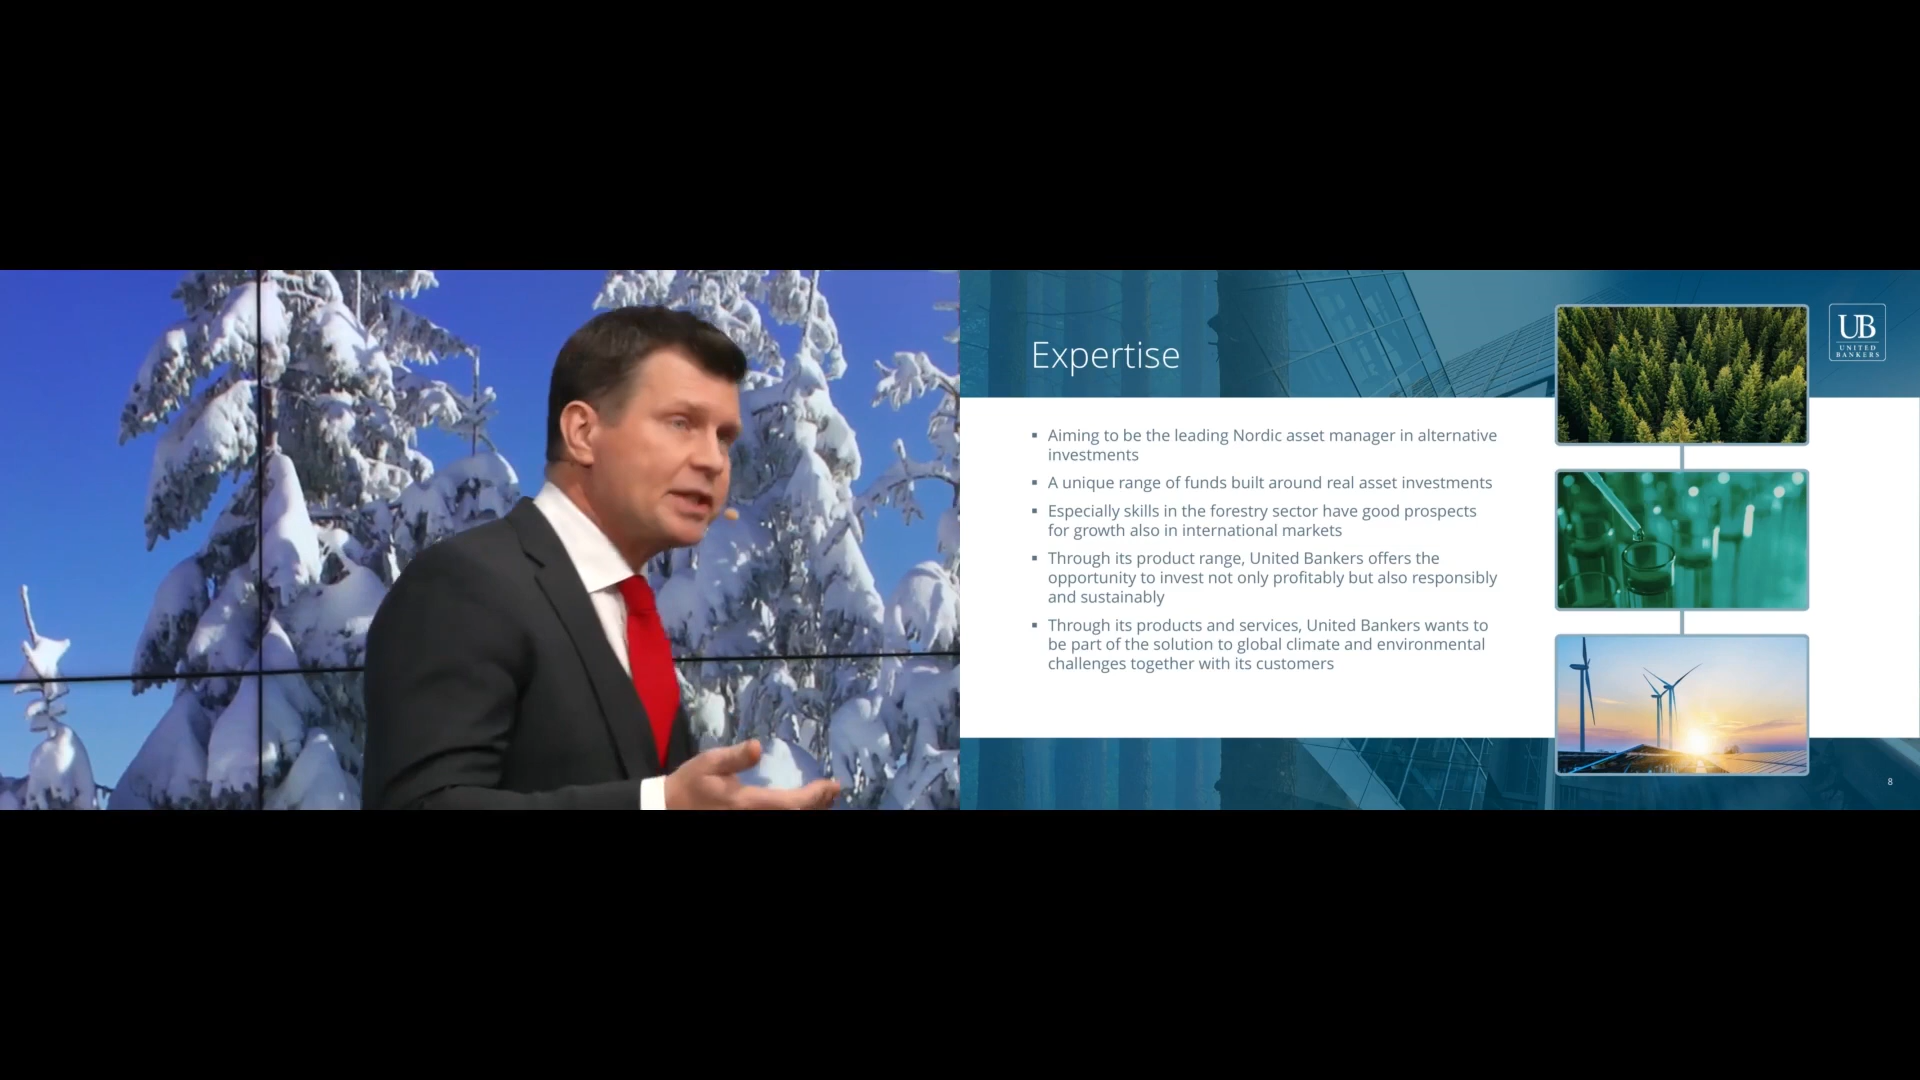 Expertise
UB
UNITED
BANKERS
▪ Aiming to be the leading Nordic asset manager in alternative
investments
▪ A unique range of funds built around real asset investments
▪ Especially skills in the forestry sector have good prospects
for growth also in international markets
▪ Through its product range, United Bankers offers the
opportunity to invest not only profitably but also responsibly
and sustainably
▪ Through its products and services, United Bankers wants to
be part of the solution to global climate and environmental
challenges together with its customers
8